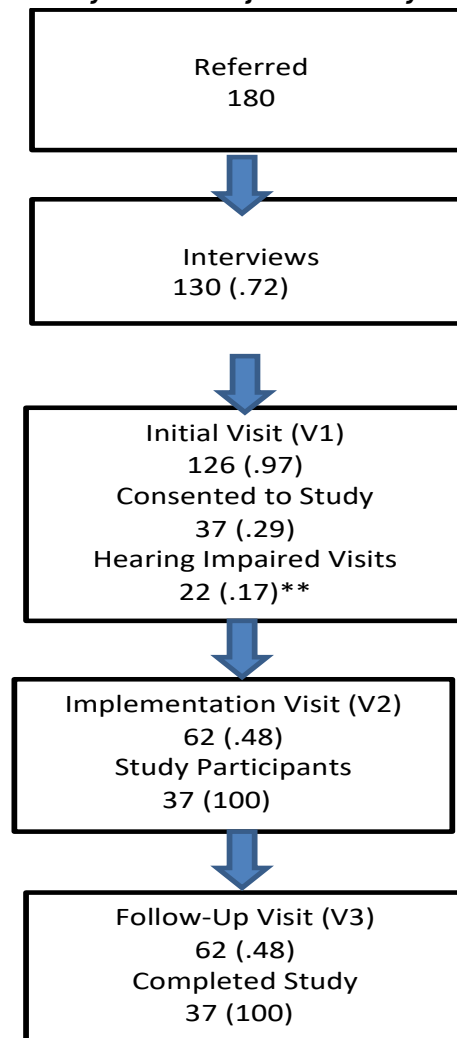 Referred
180
Interviews
130 (.72)
Initial Visit (V1)
126 (.97)
Consented to Study
37 (.29)
Hearing Impaired Visits
22 (.17)**
Implementation Visit (V2)
62 (.48)
Study Participants
37 (100)
Follow-Up Visit (V3)
62 (.48)
Completed Study
37 (100)